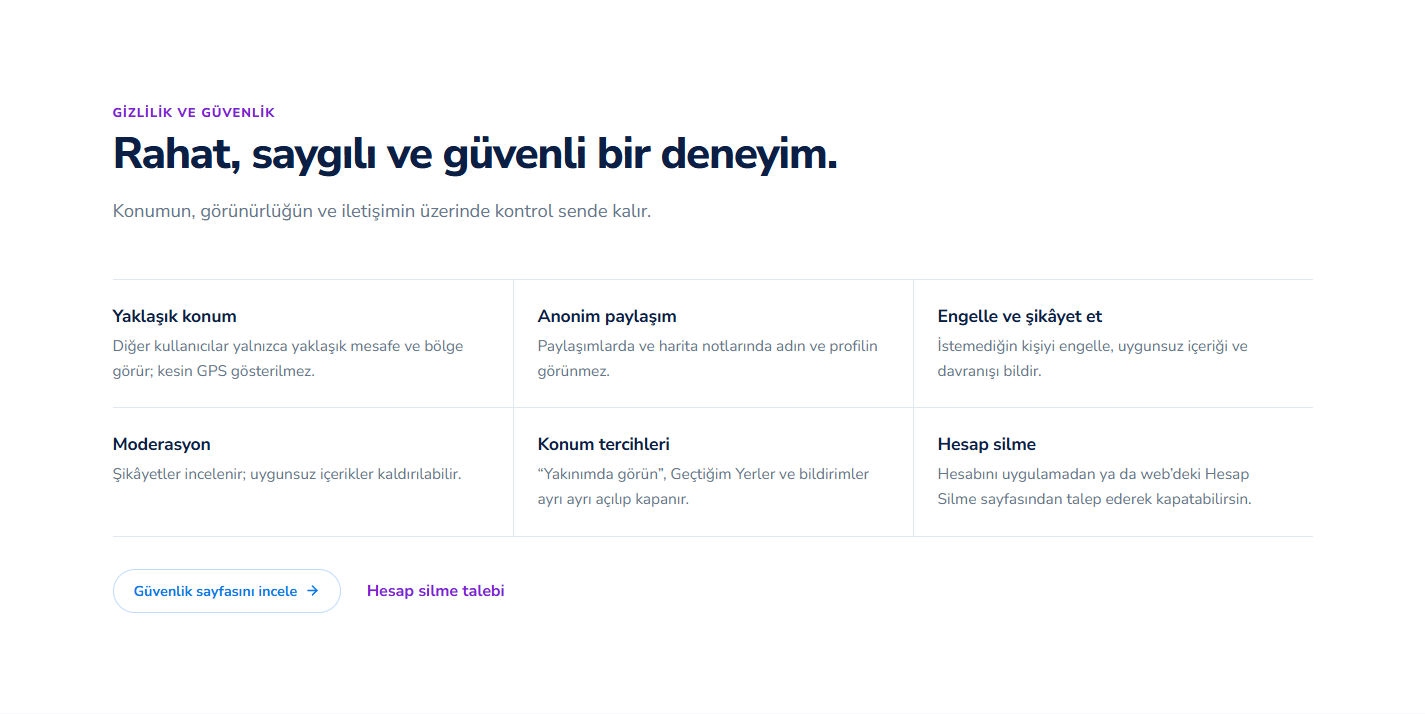 GİZLİLİK VE GÜVENLİK
Rahat, saygılı ve güvenli bir deneyim.
Konumun, görünürlüğün ve iletişimin üzerinde kontrol sende kalır.
Yaklaşık konum
Diğer kullanıcılar yalnızca yaklaşık mesafe ve bölge
görür; kesin GPS gösterilmez.
Anonim paylaşım
Paylaşımlarda ve harita notlarında adın ve profilin
görünmez.
Engelle ve şikâyet et
İstemediğin kişiyi engelle, uygunsuz içeriği ve
davranışı bildir.
Moderasyon
Şikâyetler incelenir; uygunsuz içerikler kaldırılabilir.
Konum tercihleri
“Yakınımda görün”, Geçtiğim Yerler ve bildirimler
ayrı ayrı açılıp kapanır.
Hesap silme
Hesabını uygulamadan ya da web’deki Hesap
Silme sayfasından talep ederek kapatabilirsin.
Güvenlik sayfasını incele →
Hesap silme talebi